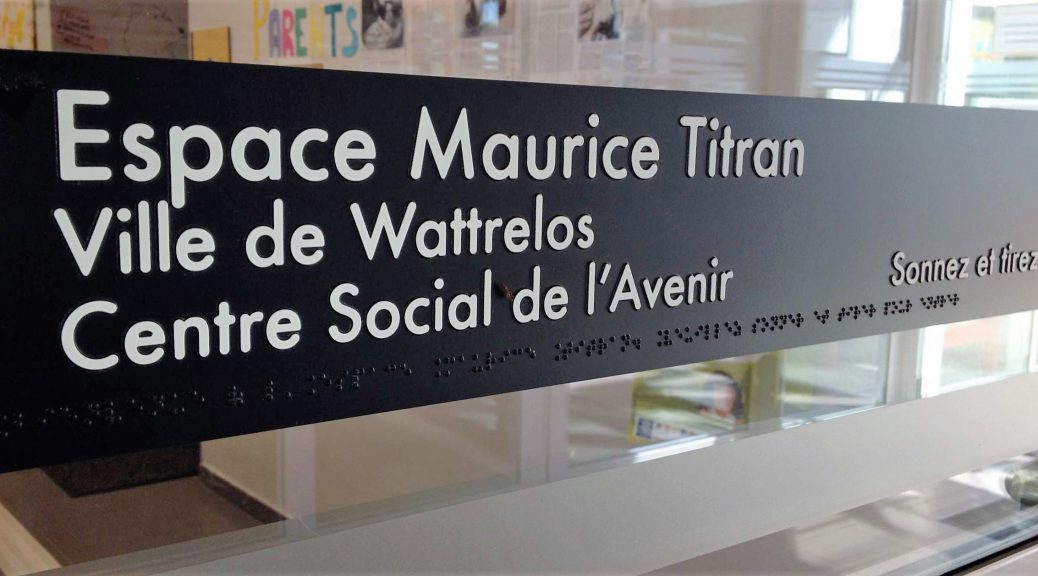 PARENTS
Espace Maurice Titran
Ville de Wattrelos
Centre Social de l'Avenir
Sonnez et tirez